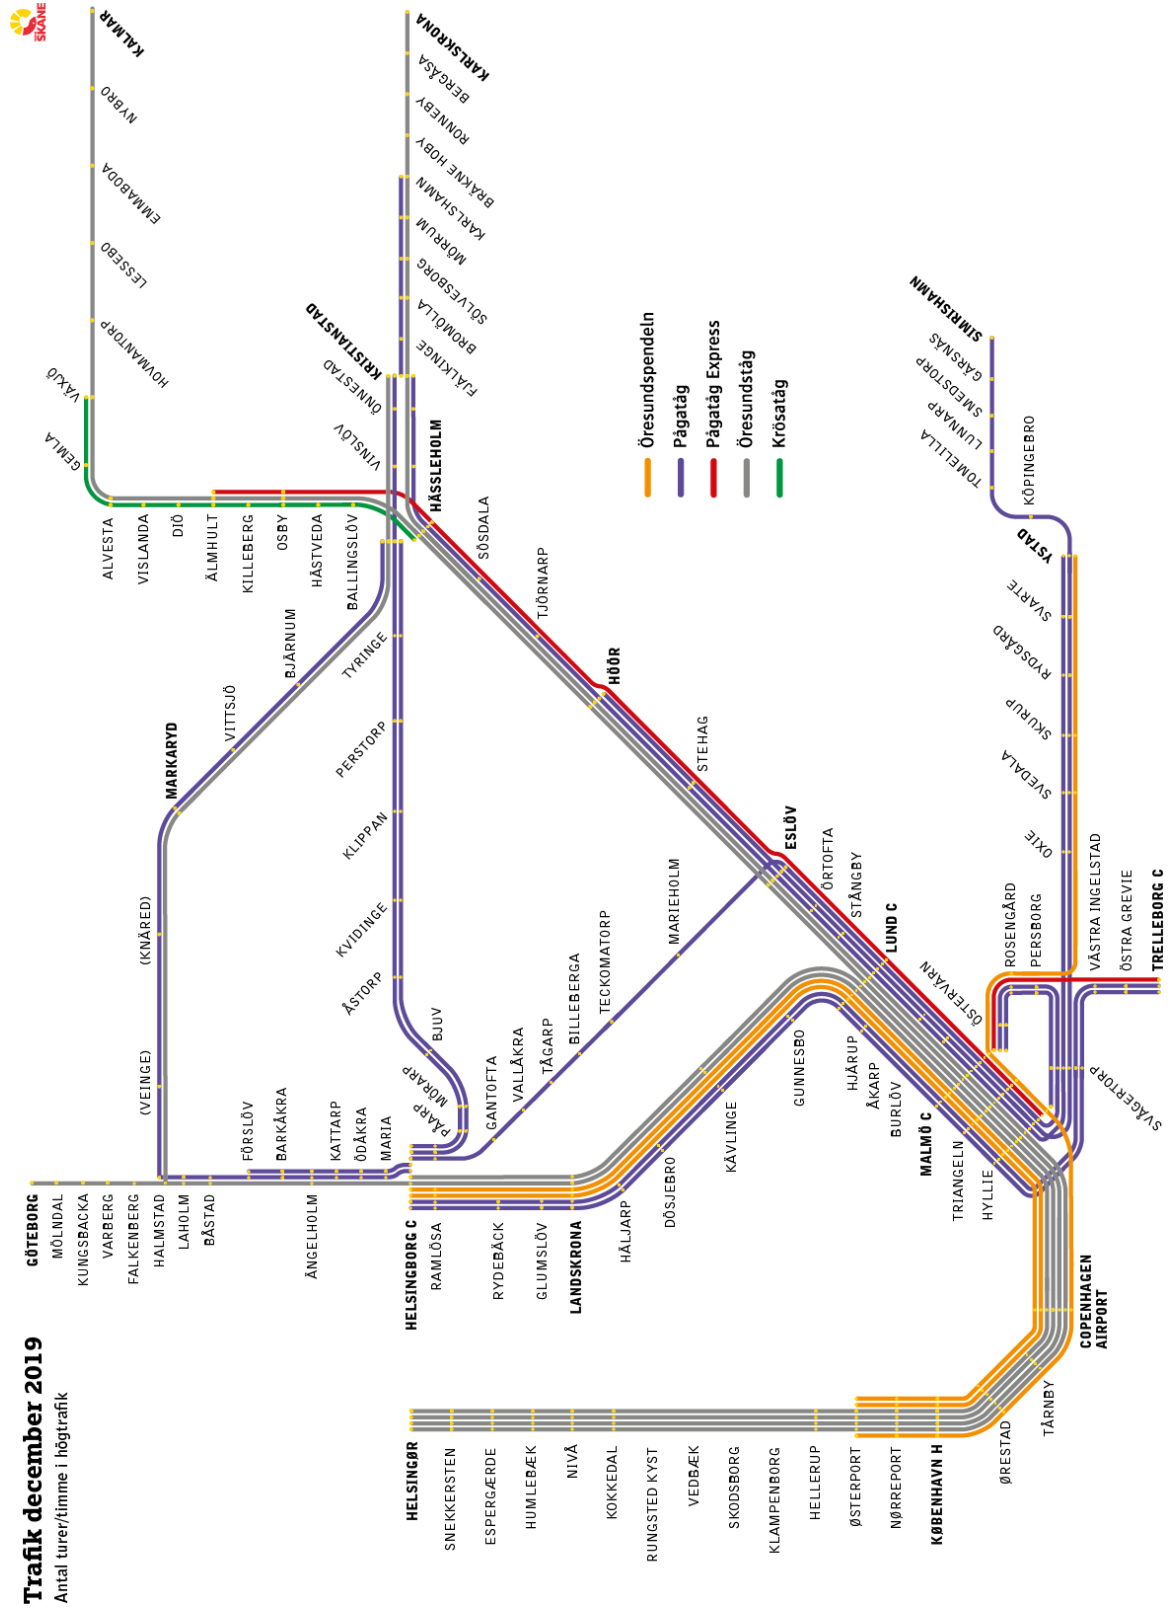 Trafik december 2019
Antal turer/timme i högtrafik
SKÅNE
GÖTEBORG
MÖLNDAL
KUNGSBACKA
VARBERG
FALKENBERG
HALMSTAD
LAHOLM
BÅSTAD
ÄNGELHOLM
(VEINGE)
(KNÄRED)
MARKARYD
VITTSJÖ
BJÄRNUM
FÖRSLÖV
BARKÅKRA
KATTARP
ÖDÅKRA
MARIA
HELSINGBORG C
RAMLÖSA
RYDEBÄCK
GLUMSLÖV
LANDSKRONA
HÄLJARP
DÖSJEBRO
KÄVLINGE
GUNNESBO
PÅARP
MÖRARP
BJUV
ÅSTORP
KVIDINGE
KLIPPAN
PERSTORP
TYRINGE
GANTOFTA
VALLÅKRA
TÅGARP
BILLEBERGA
TECKOMATORP
MARIEHOLM
ALVESTA
VISLANDA
DIÖ
ÄLMHULT
KILLEBERG
OSBY
HÄSTVEDA
BALLINGSLÖV
GEMLA
VÄXJÖ
HOVMANTORP
LESSEBO
EMMABODA
NYBRO
KALMAR
VINSLÖV
ÖNNESTAD
KRISTIANSTAD
FJÄLKINGE
BROMÖLLA
SÖLVESBORG
MÖRRUM
KARLSHAMN
BRÄKNE HOBY
RONNEBY
BERGÅSA
KARLSKRONA
HÄSSLEHOLM
SÖSDALA
TJÖRNARP
HÖÖR
STEHAG
ESLÖV
ÖRTOFTA
STÅNGBY
LUND C
HJÄRUP
ÅKARP
BURLÖV
MALMÖ C
TRIANGELN
HYLLIE
ÖSTERVÄRN
ROSENGÅRD
PERSBORG
SVÅGERTORP
VÄSTRA INGELSTAD
ÖSTRA GREVIE
TRELLEBORG C
OXIE
SVEDALA
SKURUP
RYDSGÅRD
SVARTE
YSTAD
KÖPINGEBRO
TOMELILLA
LUNNARP
SMEDSTORP
GÄRSNÄS
SIMRISHAMN
Öresundspendeln
Pågatåg
Pågatåg Express
Öresundståg
Krösatåg
HELSINGØR
SNEKKERSTEN
ESPERGÆRDE
HUMLEBÆK
NIVÅ
KOKKEDAL
RUNGSTED KYST
VEDBÆK
SKODSBORG
KLAMPENBORG
HELLERUP
ØSTERPORT
NØRREPORT
KØBENHAVN H
ØRESTAD
TÅRNBY
COPENHAGEN
AIRPORT